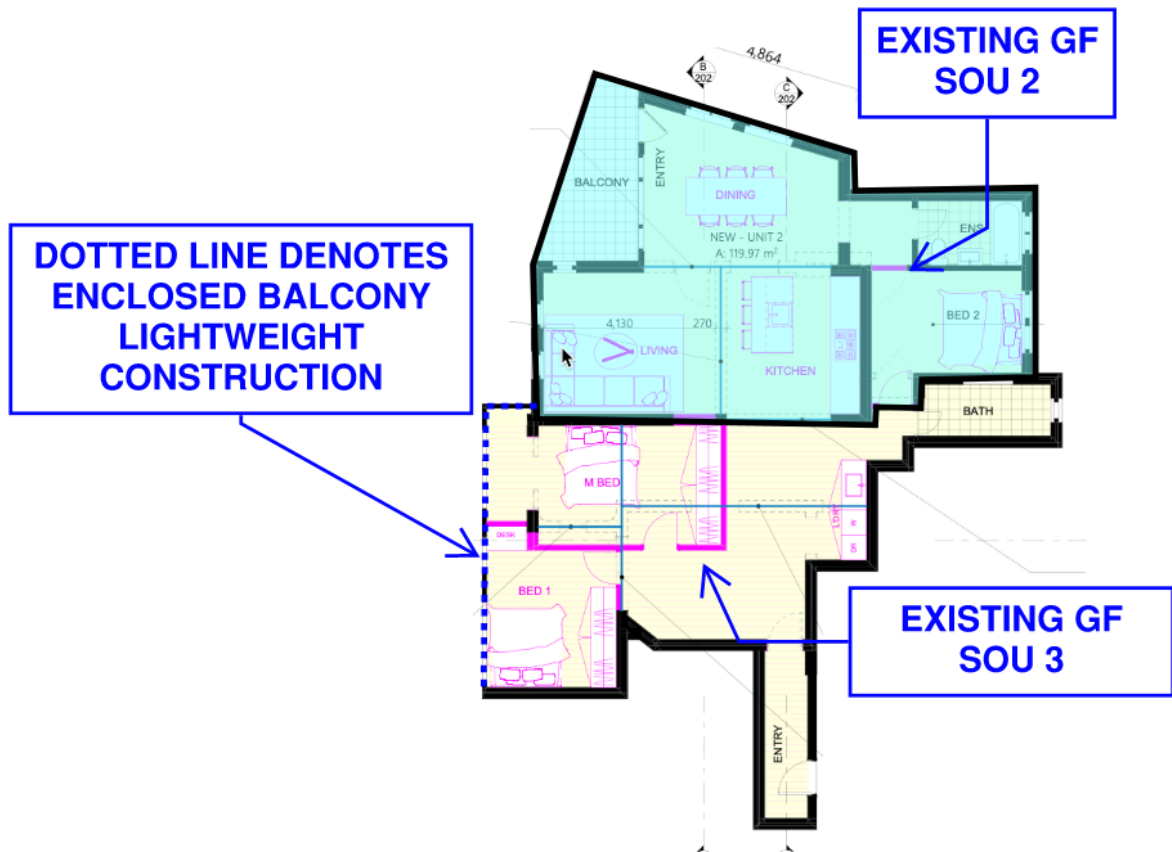 EXISTING GF
SOU 2
4,864
B
202
C
202
ENTRY
BALCONY
DINING
ENS
NEW - UNIT 2
A: 119.97 m²
DOTTED LINE DENOTES
ENCLOSED BALCONY
LIGHTWEIGHT
CONSTRUCTION
4,130
270
BED 2
LIVING
KITCHEN
BATH
M BED
LDRY
W
DR
DESK
BED 1
EXISTING GF
SOU 3
ENTRY